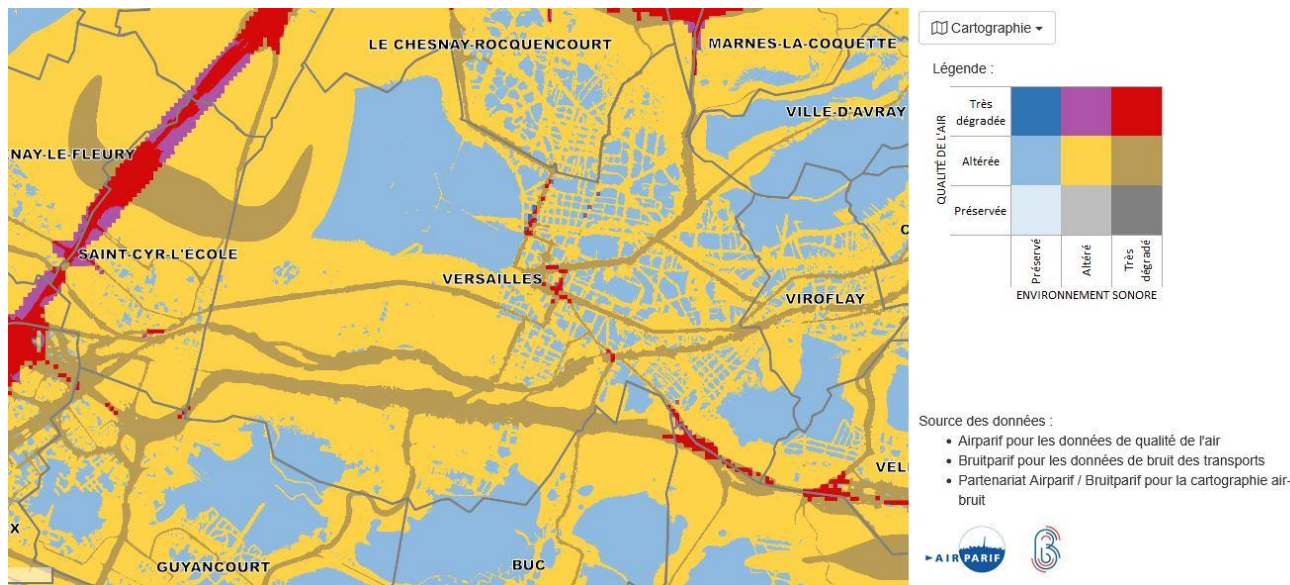 LE CHESNAY-ROCQUENCOURT
MARNES-LA-COQUETTE
VILLE-D'AVRAY
NAY-LE-FLEURY
SAINT-CYR-L'ÉCOLE
VERSAILLES
VIROFLAY
C
VEL
X
GUYANCOURT
BUC
Cartographie
Légende :
QUALITÉ DE L'AIR
Très
dégradée
Altérée
Préservée
Préservé
Altéré
Très
dégradé
ENVIRONNEMENT SONORE
Source des données :
Airparif pour les données de qualité de l'air
Bruitparif pour les données de bruit des transports
Partenariat Airparif / Bruitparif pour la cartographie air-
bruit
AIRPARIF